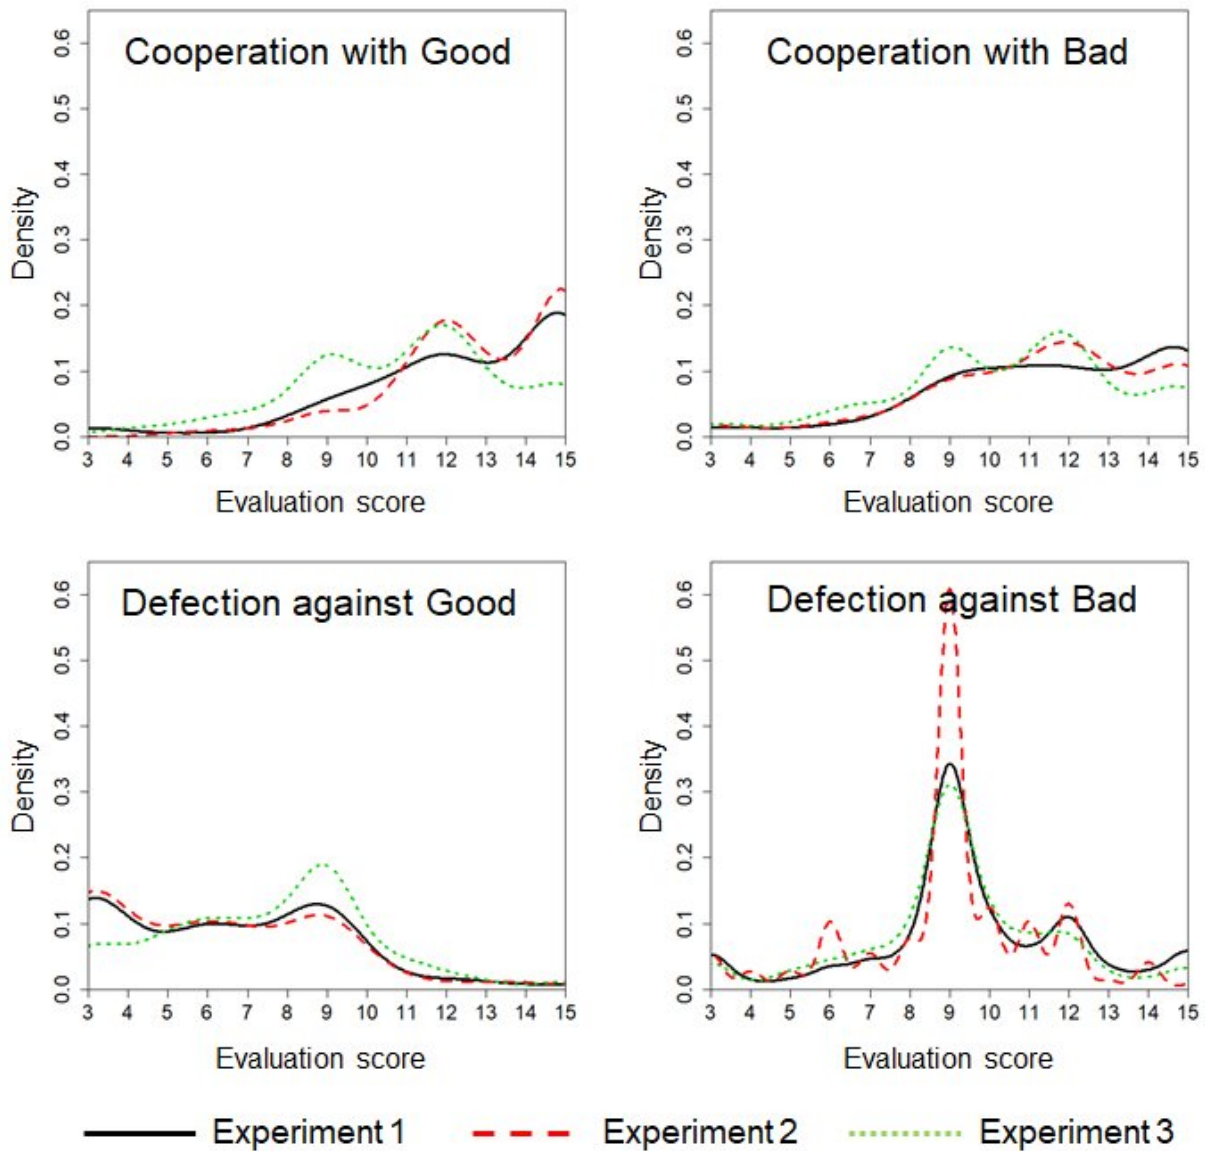 Cooperation with Good
Density
0.0 0.1 0.2 0.3 0.4 0.5 0.6
3 4 5 6 7 8 9 10 11 12 13 14 15
Evaluation score
Cooperation with Bad
Density
0.0 0.1 0.2 0.3 0.4 0.5 0.6
3 4 5 6 7 8 9 10 11 12 13 14 15
Evaluation score
Defection against Good
Density
0.0 0.1 0.2 0.3 0.4 0.5 0.6
3 4 5 6 7 8 9 10 11 12 13 14 15
Evaluation score
Defection against Bad
Density
0.0 0.1 0.2 0.3 0.4 0.5 0.6
3 4 5 6 7 8 9 10 11 12 13 14 15
Evaluation score
Experiment 1 Experiment 2 Experiment 3